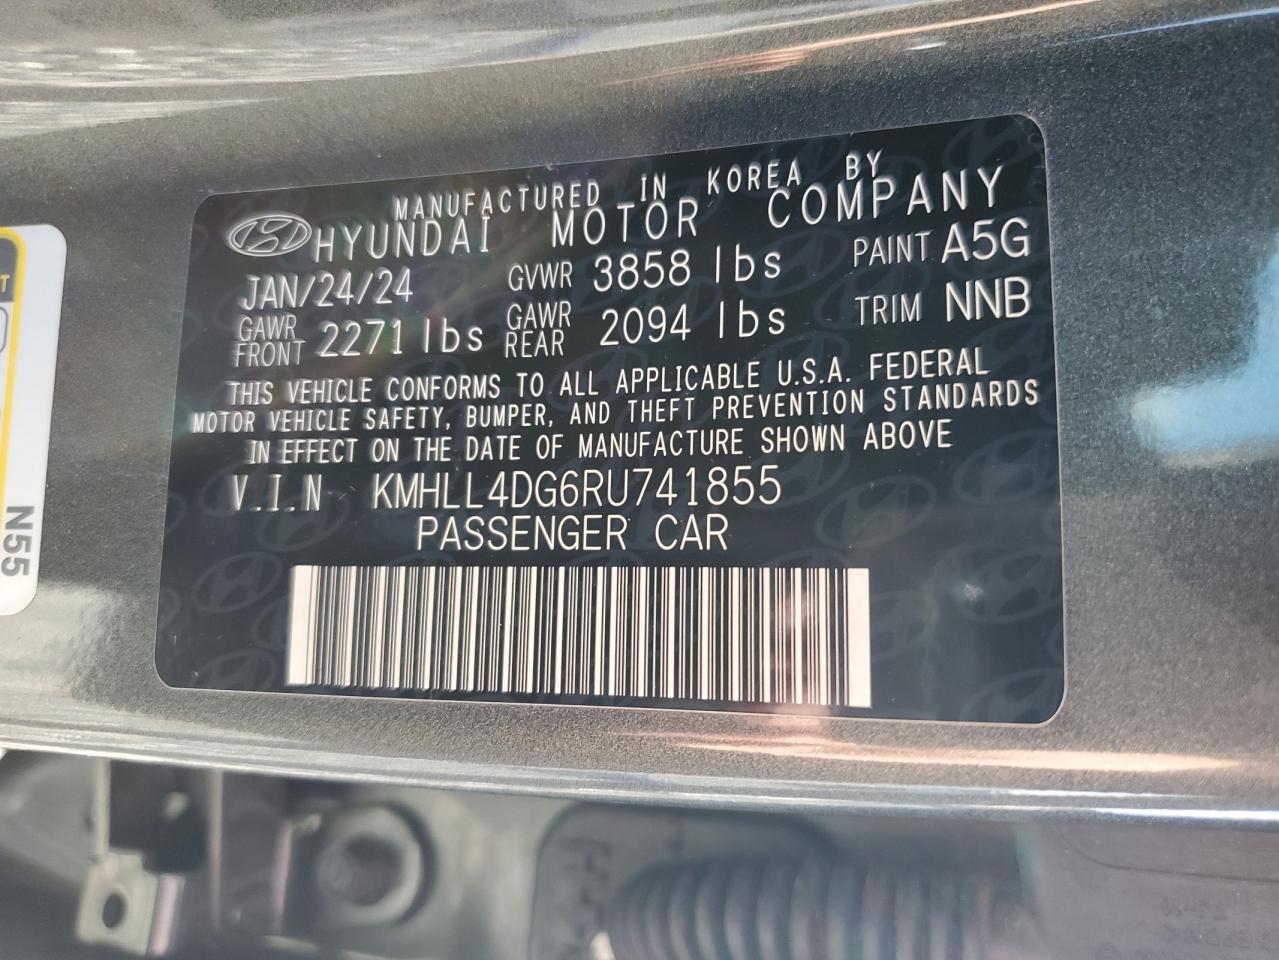 MANUFACTURED IN KOREA BY
HYUNDAI MOTOR COMPANY
JAN/24/24 GVWR 3858 lbs PAINT A5G
GAWR FRONT 2271 lbs GAWR REAR 2094 lbs TRIM NNB
THIS VEHICLE CONFORMS TO ALL APPLICABLE U.S.A. FEDERAL
MOTOR VEHICLE SAFETY, BUMPER, AND THEFT PREVENTION STANDARDS
IN EFFECT ON THE DATE OF MANUFACTURE SHOWN ABOVE
V.I.N KMHLL4DG6RU741855
PASSENGER CAR
N55